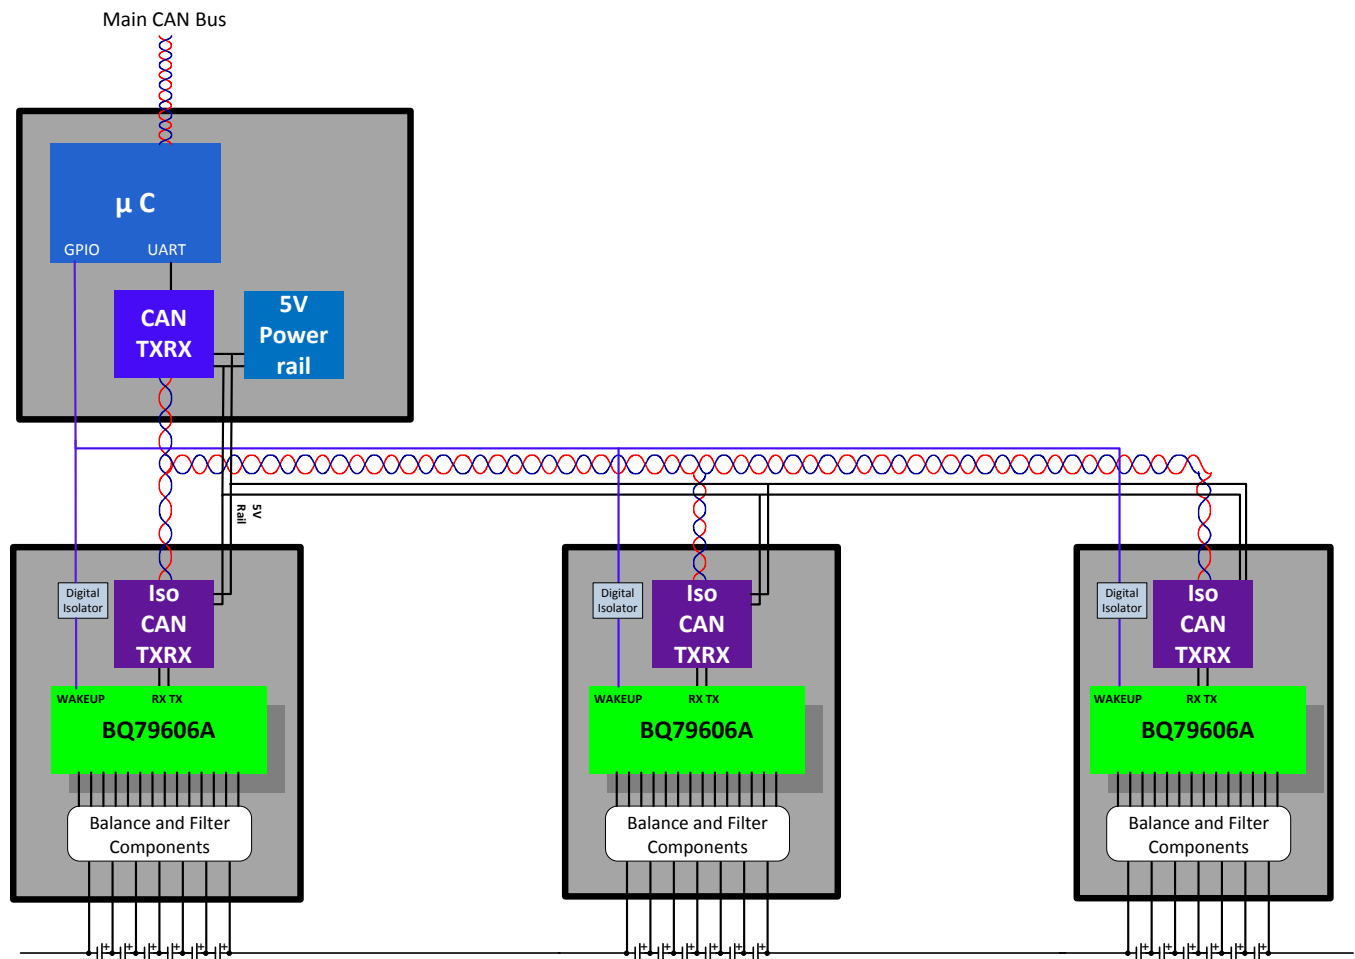 Main CAN Bus
µ C
GPIO UART
CAN
TXRX
5V
Power
rail
5V
Rail
Digital
Isolator
Iso
CAN
TXRX
WAKEUP RX TX
BQ79606A
Balance and Filter
Components
Digital
Isolator
Iso
CAN
TXRX
WAKEUP RX TX
BQ79606A
Balance and Filter
Components
Digital
Isolator
Iso
CAN
TXRX
WAKEUP RX TX
BQ79606A
Balance and Filter
Components